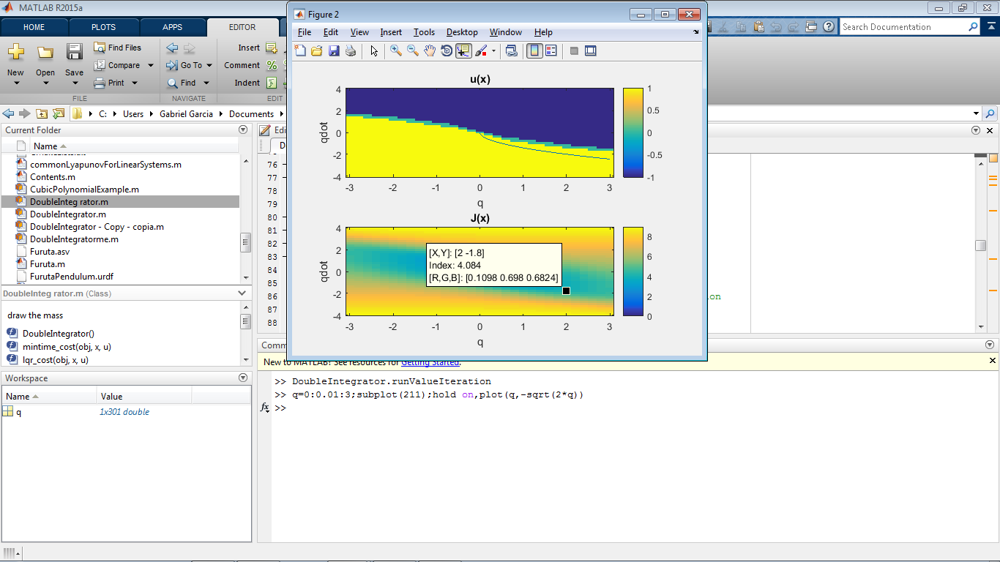 MATLAB R2015a
HOME PLOTS APPS EDITOR
New Open Save Find Files Compare Print
Go To Find
Insert Comment Indent
FILE NAVIGATE EDIT
Search Documentation
C: Users Gabriel Garcia Documents
Current Folder
Name
commonLyapunovForLinearSystems.m
Contents.m
CubicPolynomialExample.m
DoubleInteg rator.m
DoubleIntegrator.m
DoubleIntegrator - Copy - copia.m
DoubleIntegratorme.m
Furuta.asv
Furuta.m
FurutaPendulum.urdf
DoubleInteg rator.m (Class)
draw the mass
DoubleIntegrator()
mintime_cost(obj, x, u)
lqr_cost(obj, x, u)
Workspace
Name Value
q 1x301 double
Edi
D
76
77
78
79
80
81
82
83
84
85
86
87
88
on
Figure 2
File Edit View Insert Tools Desktop Window Help
u(x)
4
2
0
-2
-4
qdot
-3 -2 -1 0 1 2 3
q
1
0.5
0
-0.5
-1
J(x)
4
2
0
-2
-4
qdot
[X,Y]: [2 -1.8]
Index: 4.084
[R,G,B]: [0.1098 0.698 0.6824]
-3 -2 -1 0 1 2 3
q
8
6
4
2
0
Comm
New to MATLAB? See resources for Getting Started.
>> DoubleIntegrator.runValueIteration
>> q=0:0.01:3;subplot(211);hold on,plot(q,-sqrt(2*q))
fx >>